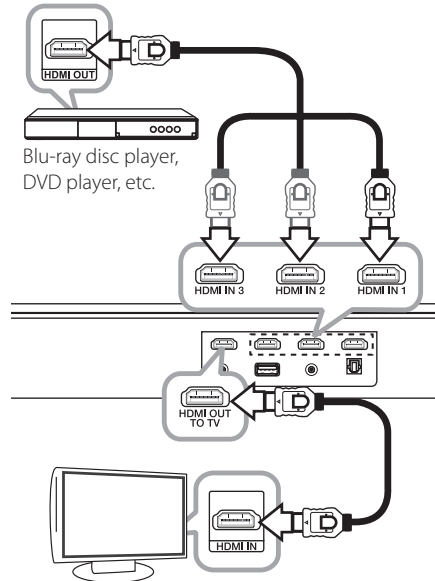 HDMI OUT
Blu-ray disc player,
DVD player, etc.
HDMI IN 3
HDMI IN 2
HDMI IN 1
HDMI OUT
TO TV
HDMI IN